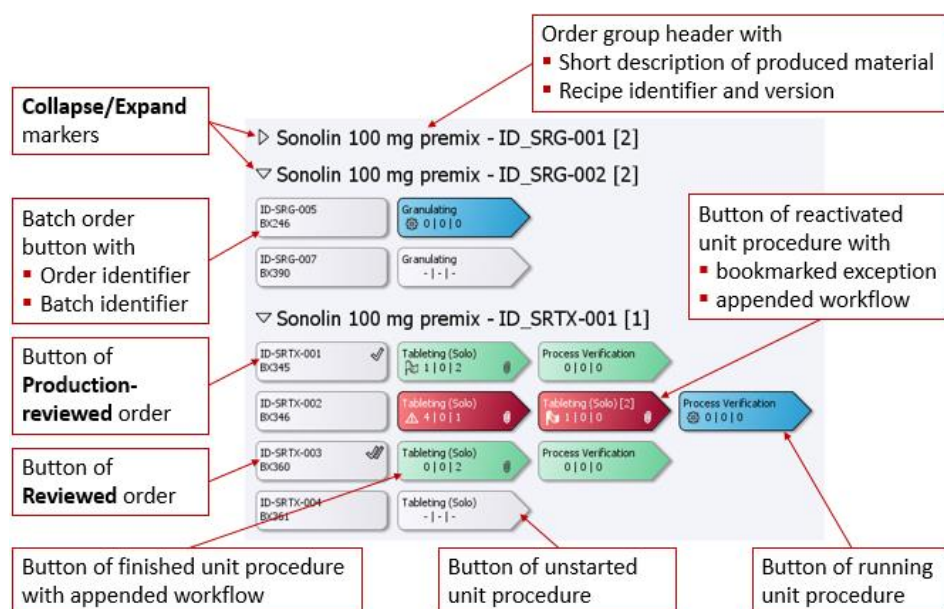 Order group header with
▪ Short description of produced material
▪ Recipe identifier and version
Collapse/Expand
markers
Sonolin 100 mg premix - ID_SRG-001 [2]
Sonolin 100 mg premix - ID_SRG-002 [2]
Batch order
button with
▪ Order identifier
▪ Batch identifier
ID-SRG-005
BX246
Granulating
0|0|0
ID-SRG-007
BX390
Granulating
-|-|-
Button of reactivated
unit procedure with
▪ bookmarked exception
▪ appended workflow
Sonolin 100 mg premix - ID_SRTX-001 [1]
Button of
Production-
reviewed order
ID-SRTX-001
BX345
Tableting (Solo)
1|0|2
Process Verification
0|0|0
ID-SRTX-002
BX346
Tableting (Solo)
4|0|1
Tableting (Solo) [2]
1|0|0
Process Verification
0|0|0
Button of
Reviewed order
ID-SRTX-003
BX360
Tableting (Solo)
0|0|2
Process Verification
0|0|0
ID-SRTX-004
BX361
Tableting (Solo)
-|-|-
Button of finished unit procedure
with appended workflow
Button of unstarted
unit procedure
Button of running
unit procedure